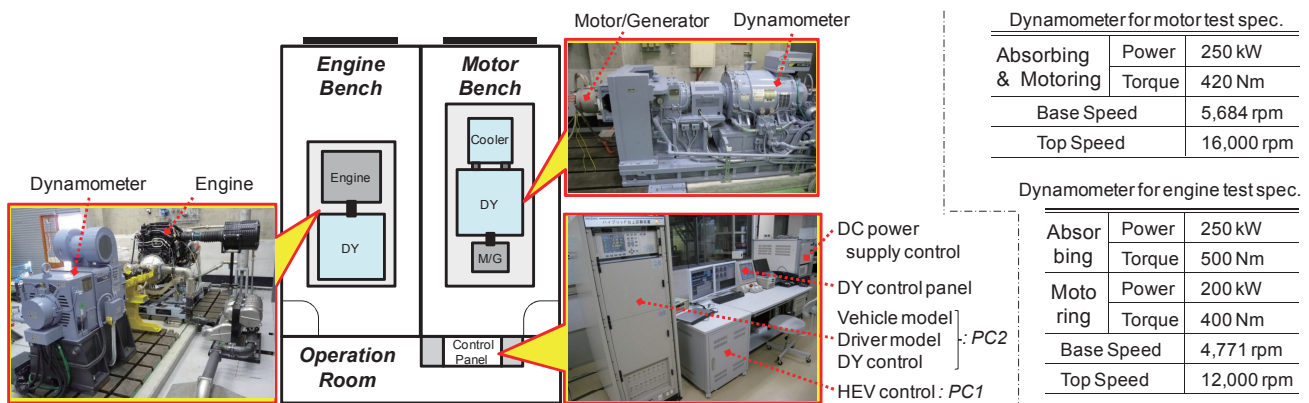 Motor/Generator
Dynamometer
Engine
Bench
Motor
Bench
Cooler
Engine
DY
DY
M/G
Dynamometer
Engine
Operation
Room
Control
Panel
DC power
supply control
DY control panel
Vehicle model
Driver model
DY control
: PC2
HEV control : PC1
Dynamometer for motor test spec.
Absorbing & Motoring Power 250 kW
Torque 420 Nm
Base Speed 5,684 rpm
Top Speed 16,000 rpm
Dynamometer for engine test spec.
Absor bing Power 250 kW
Torque 500 Nm
Moto ring Power 200 kW
Torque 400 Nm
Base Speed 4,771 rpm
Top Speed 12,000 rpm